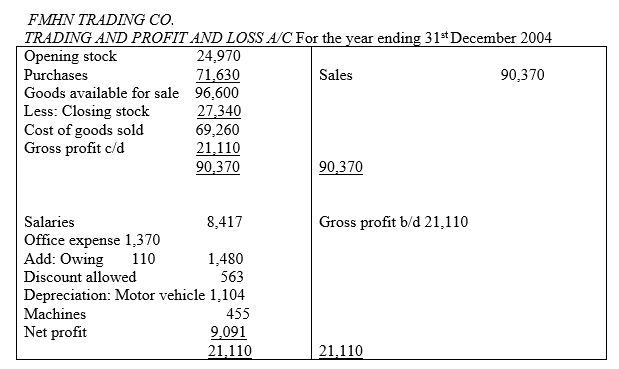 FMHN TRADING CO.
TRADING AND PROFIT AND LOSS A/C For the year ending 31st December 2004
Opening stock 24,970
Purchases 71,630 Sales 90,370
Goods available for sale 96,600
Less: Closing stock 27,340
Cost of goods sold 69,260
Gross profit c/d 21,110
90,370 90,370
Salaries 8,417 Gross profit b/d 21,110
Office expense 1,370
Add: Owing 110 1,480
Discount allowed 563
Depreciation: Motor vehicle 1,104
Machines 455
Net profit 9,091
21,110 21,110